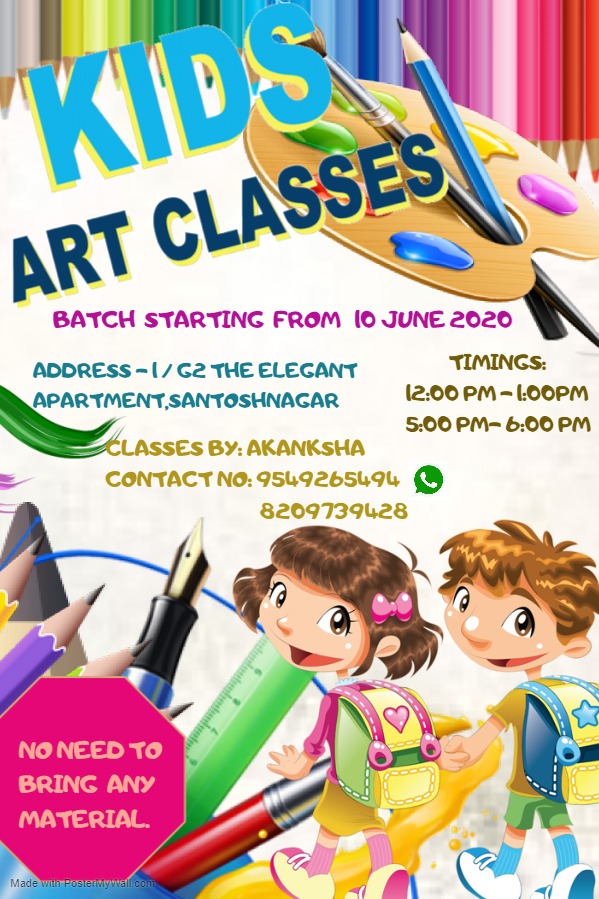 KIDS
ART CLASSES
BATCH STARTING FROM 10 JUNE 2020
ADDRESS - 1 / G2 THE ELEGANT
APARTMENT,SANTOSHNAGAR
TIMINGS:
12:00 PM - 1:00PM
5:00 PM- 6:00 PM
CLASSES BY: AKANKSHA
CONTACT NO: 9549265494
8209739428
NO NEED TO
BRING ANY
MATERIAL.
Made with PosterMyWall.com